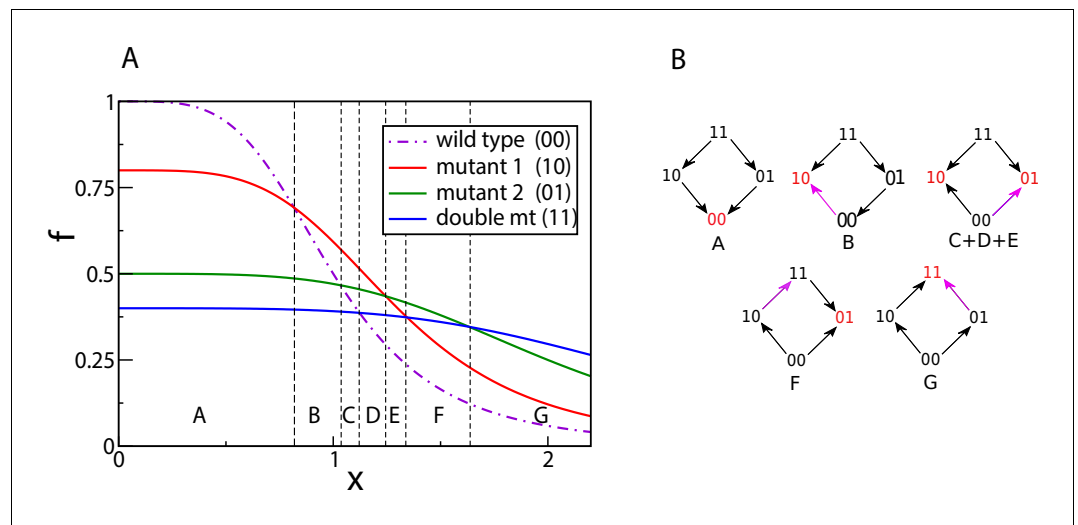 A
f
1
0.75
0.5
0.25
0
wild type (00)
mutant 1 (10)
mutant 2 (01)
double mt (11)
A B C D E F G
0 1 2
x
B
11
10 01
00
A
11
10 01
00
B
11
10 01
00
C+D+E
11
10 01
00
F
11
10 01
00
G